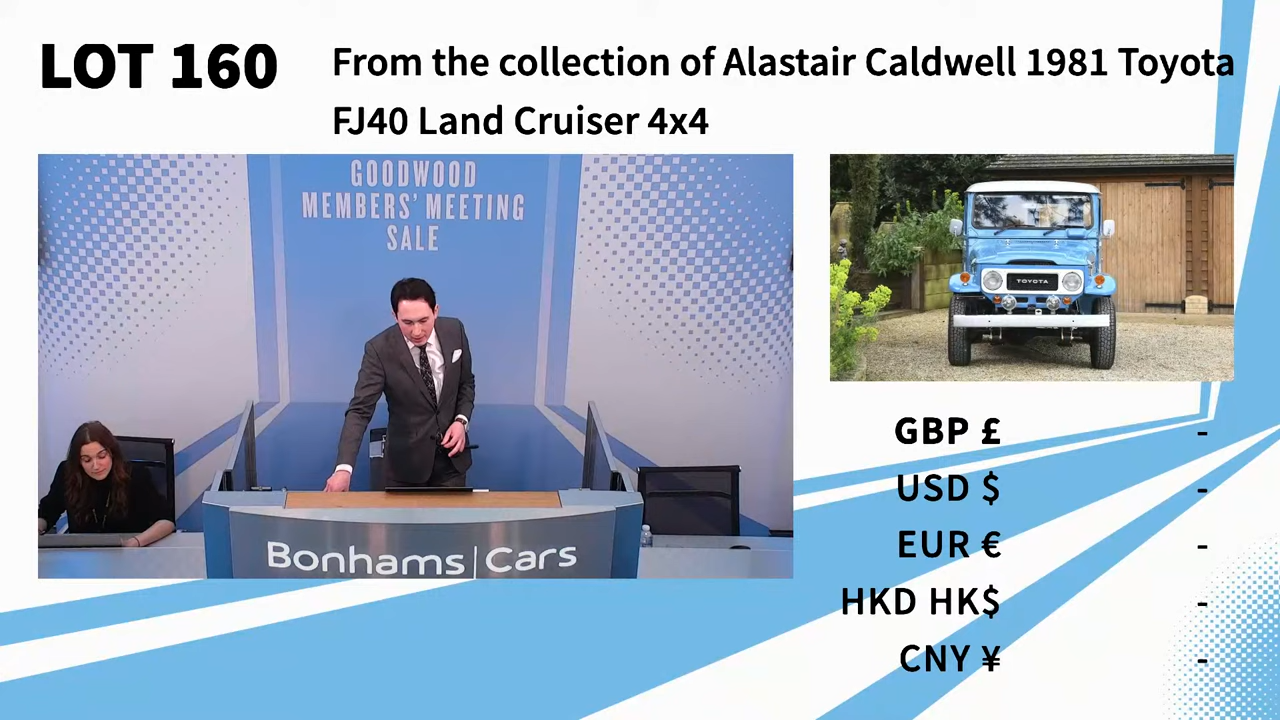 LOT 160
From the collection of Alastair Caldwell 1981 Toyota
FJ40 Land Cruiser 4x4
GOODWOOD
MEMBERS' MEETING
SALE
TOYOTA
Bonhams|Cars
GBP £ -
USD $ -
EUR € -
HKD HK$ -
CNY ¥ -